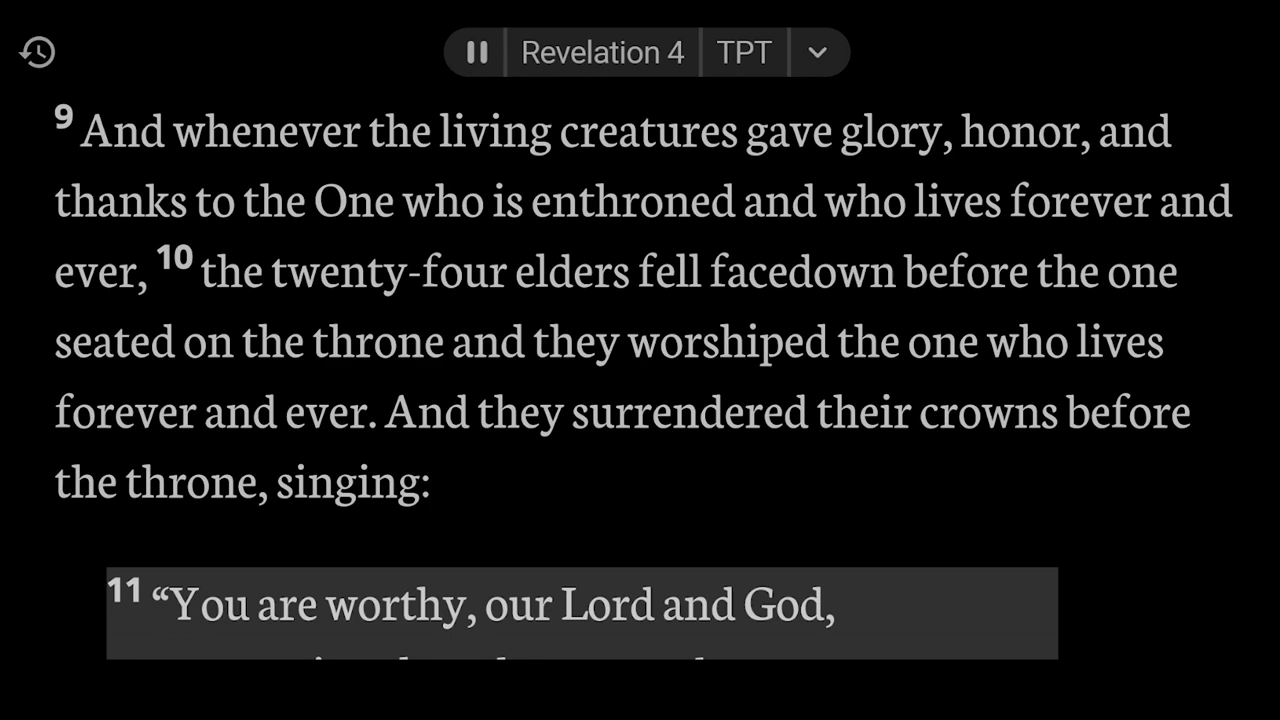 Revelation 4 TPT
9 And whenever the living creatures gave glory, honor, and
thanks to the One who is enthroned and who lives forever and
ever, 10 the twenty-four elders fell facedown before the one
seated on the throne and they worshiped the one who lives
forever and ever. And they surrendered their crowns before
the throne, singing:
11 “You are worthy, our Lord and God,